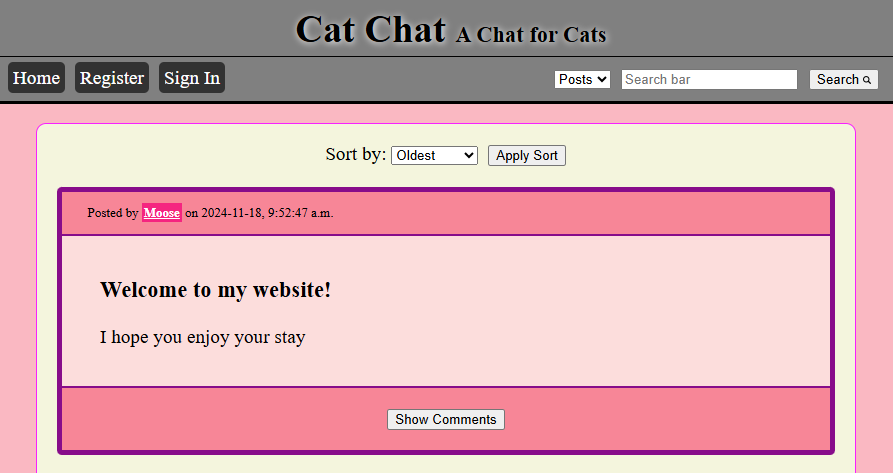 Cat Chat A Chat for Cats
Home Register Sign In Posts Search bar Search
Sort by: Oldest Apply Sort
Posted by Moose on 2024-11-18, 9:52:47 a.m.
Welcome to my website!
I hope you enjoy your stay
Show Comments